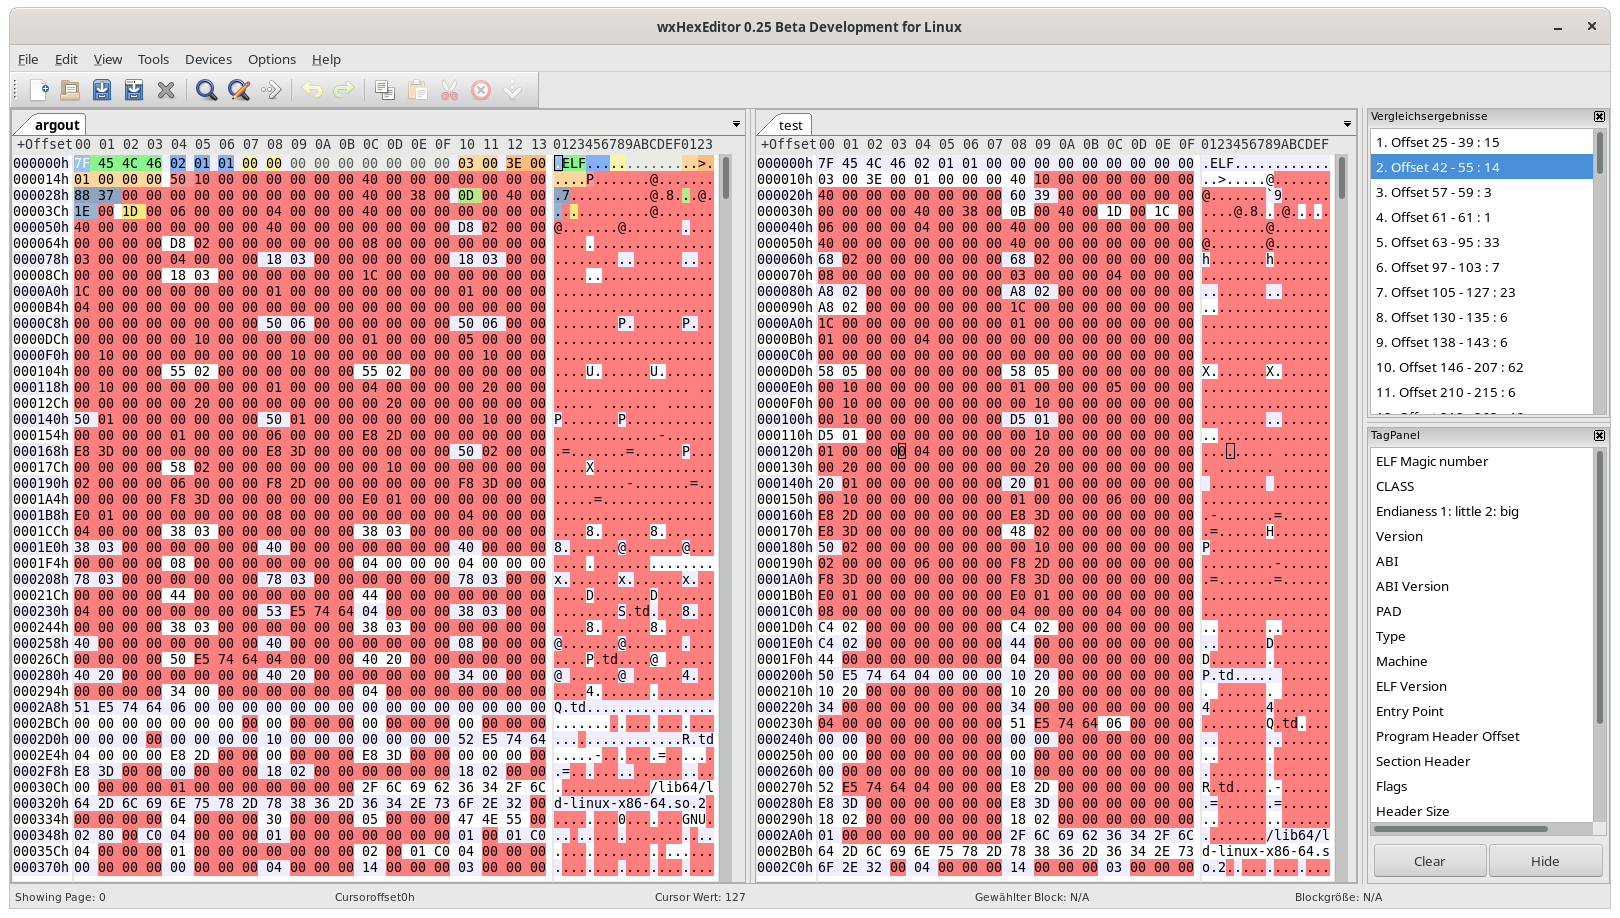 wxHexEditor 0.25 Beta Development for Linux
File Edit View Tools Devices Options Help
argout
+Offset 00 01 02 03 04 05 06 07 08 09 0A 0B 0C 0D 0E 0F 10 11 12 13 0123456789ABCDEF0123
000000h 7F 45 4C 46 02 01 01 00 00 00 00 00 00 00 00 00 03 00 3E 00 .ELF..............>.
000014h 01 00 00 00 50 10 00 00 00 00 00 00 40 00 00 00 00 00 00 00 ....P.......@.......
000028h 88 37 00 00 00 00 00 00 00 00 00 00 40 00 38 00 0D 00 40 00 .7..........@.8...@.
00003Ch 1E 00 1D 00 06 00 00 00 04 00 00 00 40 00 00 00 00 00 00 00 ............@.......
000050h 40 00 00 00 00 00 00 00 40 00 00 00 00 00 00 00 D8 02 00 00 @.......@...........
000064h 00 00 00 00 D8 02 00 00 00 00 00 00 08 00 00 00 00 00 00 00 ....................
000078h 03 00 00 00 04 00 00 00 18 03 00 00 00 00 00 00 18 03 00 00 ....................
00008Ch 00 00 00 00 18 03 00 00 00 00 00 00 1C 00 00 00 00 00 00 00 ....................
0000A0h 1C 00 00 00 00 00 00 00 01 00 00 00 00 00 00 00 01 00 00 00 ....................
0000B4h 04 00 00 00 00 00 00 00 00 00 00 00 00 00 00 00 00 00 00 00 ....................
0000C8h 00 00 00 00 00 00 00 00 50 06 00 00 00 00 00 00 50 06 00 00 ........P.......P...
0000DCh 00 00 00 00 00 10 00 00 00 00 00 00 01 00 00 00 05 00 00 00 ....................
0000F0h 00 10 00 00 00 00 00 00 00 10 00 00 00 00 00 00 00 10 00 00 ....................
000104h 00 00 00 00 55 02 00 00 00 00 00 00 55 02 00 00 00 00 00 00 ....U.......U.......
000118h 00 10 00 00 00 00 00 00 01 00 00 00 04 00 00 00 00 20 00 00
00012Ch 00 00 00 00 00 20 00 00 00 00 00 00 00 20 00 00 00 00 00 00
000140h 50 01 00 00 00 00 00 00 50 01 00 00 00 00 00 00 00 10 00 00 P.......P...........
000154h 00 00 00 00 01 00 00 00 06 00 00 00 E8 2D 00 00 00 00 00 00 .............-......
000168h E8 3D 00 00 00 00 00 00 E8 3D 00 00 00 00 00 00 50 02 00 00 .=.......=......P...
00017Ch 00 00 00 00 58 02 00 00 00 00 00 00 00 10 00 00 00 00 00 00 ....X...............
000190h 02 00 00 00 06 00 00 00 F8 2D 00 00 00 00 00 00 F8 3D 00 00 .........-.......=..
0001A4h 00 00 00 00 F8 3D 00 00 00 00 00 00 E0 01 00 00 00 00 00 00 .....=..............
0001B8h E0 01 00 00 00 00 00 00 08 00 00 00 00 00 00 00 04 00 00 00 ....................
0001CCh 04 00 00 00 38 03 00 00 00 00 00 00 38 03 00 00 00 00 00 00 ....8.......8.......
0001E0h 38 03 00 00 00 00 00 00 40 00 00 00 00 00 00 00 40 00 00 00 8.......@.......@...
0001F4h 00 00 00 00 08 00 00 00 00 00 00 00 04 00 00 00 04 00 00 00 ....................
000208h 78 03 00 00 00 00 00 00 78 03 00 00 00 00 00 00 78 03 00 00 x.......x.......x...
00021Ch 00 00 00 00 44 00 00 00 00 00 00 00 44 00 00 00 00 00 00 00 ....D.......D.......
000230h 04 00 00 00 00 00 00 00 53 E5 74 64 04 00 00 00 38 03 00 00 ........S.td....8...
000244h 00 00 00 00 38 03 00 00 00 00 00 00 38 03 00 00 00 00 00 00 ....8.......8.......
000258h 40 00 00 00 00 00 00 00 40 00 00 00 00 00 00 00 08 00 00 00 @.......@...........
00026Ch 00 00 00 00 50 E5 74 64 04 00 00 00 40 20 00 00 00 00 00 00 ....P.td....@ ......
000280h 40 20 00 00 00 00 00 00 40 20 00 00 00 00 00 00 34 00 00 00 @ ......@ ......4...
000294h 00 00 00 00 34 00 00 00 00 00 00 00 04 00 00 00 00 00 00 00 ....4...............
0002A8h 51 E5 74 64 06 00 00 00 00 00 00 00 00 00 00 00 00 00 00 00 Q.td................
0002BCh 00 00 00 00 00 00 00 00 00 00 00 00 00 00 00 00 00 00 00 00 ....................
0002D0h 00 00 00 00 00 00 00 00 10 00 00 00 00 00 00 00 52 E5 74 64 ................R.td
0002E4h 04 00 00 00 E8 2D 00 00 00 00 00 00 E8 3D 00 00 00 00 00 00 .....-.......=......
0002F8h E8 3D 00 00 00 00 00 00 18 02 00 00 00 00 00 00 18 02 00 00 .=..................
00030Ch 00 00 00 00 01 00 00 00 00 00 00 00 2F 6C 69 62 36 34 2F 6C ............/lib64/l
000320h 64 2D 6C 69 6E 75 78 2D 78 38 36 2D 36 34 2E 73 6F 2E 32 00 d-linux-x86-64.so.2.
000334h 00 00 00 00 04 00 00 00 30 00 00 00 05 00 00 00 47 4E 55 00 ........0.......GNU.
000348h 02 80 00 C0 04 00 00 00 01 00 00 00 00 00 00 00 01 00 01 C0 ....................
00035Ch 04 00 00 00 01 00 00 00 00 00 00 00 02 00 01 C0 04 00 00 00 ....................
000370h 00 00 00 00 00 00 00 00 04 00 00 00 14 00 00 00 03 00 00 00 ....................
test
+Offset 00 01 02 03 04 05 06 07 08 09 0A 0B 0C 0D 0E 0F 0123456789ABCDEF
000000h 7F 45 4C 46 02 01 01 00 00 00 00 00 00 00 00 00 .ELF............
000010h 03 00 3E 00 01 00 00 00 40 10 00 00 00 00 00 00 ..>.....@.......
000020h 40 00 00 00 00 00 00 00 60 39 00 00 00 00 00 00 @.......`9......
000030h 00 00 00 00 40 00 38 00 0B 00 40 00 1D 00 1C 00 ....@.8...@.....
000040h 06 00 00 00 04 00 00 00 40 00 00 00 00 00 00 00 ........@.......
000050h 40 00 00 00 00 00 00 00 40 00 00 00 00 00 00 00 @.......@.......
000060h 68 02 00 00 00 00 00 00 68 02 00 00 00 00 00 00 h.......h.......
000070h 08 00 00 00 00 00 00 00 03 00 00 00 04 00 00 00 ................
000080h A8 02 00 00 00 00 00 00 A8 02 00 00 00 00 00 00 ................
000090h A8 02 00 00 00 00 00 00 1C 00 00 00 00 00 00 00 ................
0000A0h 1C 00 00 00 00 00 00 00 01 00 00 00 00 00 00 00 ................
0000B0h 01 00 00 00 04 00 00 00 00 00 00 00 00 00 00 00 ................
0000C0h 00 00 00 00 00 00 00 00 00 00 00 00 00 00 00 00 ................
0000D0h 58 05 00 00 00 00 00 00 58 05 00 00 00 00 00 00 X.......X.......
0000E0h 00 10 00 00 00 00 00 00 01 00 00 00 05 00 00 00 ................
0000F0h 00 10 00 00 00 00 00 00 00 10 00 00 00 00 00 00 ................
000100h 00 10 00 00 00 00 00 00 D5 01 00 00 00 00 00 00 ................
000110h D5 01 00 00 00 00 00 00 00 10 00 00 00 00 00 00 ................
000120h 01 00 00 00 04 00 00 00 00 20 00 00 00 00 00 00
000130h 00 20 00 00 00 00 00 00 00 20 00 00 00 00 00 00
000140h 20 01 00 00 00 00 00 00 20 01 00 00 00 00 00 00
000150h 00 10 00 00 00 00 00 00 01 00 00 00 06 00 00 00 ................
000160h E8 2D 00 00 00 00 00 00 E8 3D 00 00 00 00 00 00 .-.......=......
000170h E8 3D 00 00 00 00 00 00 48 02 00 00 00 00 00 00 .=......H.......
000180h 50 02 00 00 00 00 00 00 00 10 00 00 00 00 00 00 P...............
000190h 02 00 00 00 06 00 00 00 F8 2D 00 00 00 00 00 00 .........-......
0001A0h F8 3D 00 00 00 00 00 00 F8 3D 00 00 00 00 00 00 .=.......=......
0001B0h E0 01 00 00 00 00 00 00 E0 01 00 00 00 00 00 00 ................
0001C0h 08 00 00 00 00 00 00 00 04 00 00 00 04 00 00 00 ................
0001D0h C4 02 00 00 00 00 00 00 C4 02 00 00 00 00 00 00 ................
0001E0h C4 02 00 00 00 00 00 00 44 00 00 00 00 00 00 00 ........D.......
0001F0h 44 00 00 00 00 00 00 00 04 00 00 00 00 00 00 00 D...............
000200h 50 E5 74 64 04 00 00 00 10 20 00 00 00 00 00 00 P.td..... ......
000210h 10 20 00 00 00 00 00 00 10 20 00 00 00 00 00 00 . ....... ......
000220h 34 00 00 00 00 00 00 00 34 00 00 00 00 00 00 00 4.......4.......
000230h 04 00 00 00 00 00 00 00 51 E5 74 64 06 00 00 00 ........Q.td....
000240h 00 00 00 00 00 00 00 00 00 00 00 00 00 00 00 00 ................
000250h 00 00 00 00 00 00 00 00 00 00 00 00 00 00 00 00 ................
000260h 00 00 00 00 00 00 00 00 10 00 00 00 00 00 00 00 ................
000270h 52 E5 74 64 04 00 00 00 E8 2D 00 00 00 00 00 00 R.td.....-......
000280h E8 3D 00 00 00 00 00 00 E8 3D 00 00 00 00 00 00 .=.......=......
000290h 18 02 00 00 00 00 00 00 18 02 00 00 00 00 00 00 ................
0002A0h 01 00 00 00 00 00 00 00 2F 6C 69 62 36 34 2F 6C ......../lib64/l
0002B0h 64 2D 6C 69 6E 75 78 2D 78 38 36 2D 36 34 2E 73 d-linux-x86-64.s
0002C0h 6F 2E 32 00 04 00 00 00 14 00 00 00 03 00 00 00 o.2.............
Vergleichsergebnisse
1. Offset 25 - 39 : 15
2. Offset 42 - 55 : 14
3. Offset 57 - 59 : 3
4. Offset 61 - 61 : 1
5. Offset 63 - 95 : 33
6. Offset 97 - 103 : 7
7. Offset 105 - 127 : 23
8. Offset 130 - 135 : 6
9. Offset 138 - 143 : 6
10. Offset 146 - 207 : 62
11. Offset 210 - 215 : 6
TagPanel
ELF Magic number
CLASS
Endianess 1: little 2: big
Version
ABI
ABI Version
PAD
Type
Machine
ELF Version
Entry Point
Program Header Offset
Section Header
Flags
Header Size
Clear Hide
Showing Page: 0 Cursoroffset0h Cursor Wert: 127 Gewählter Block: N/A Blockgröße: N/A